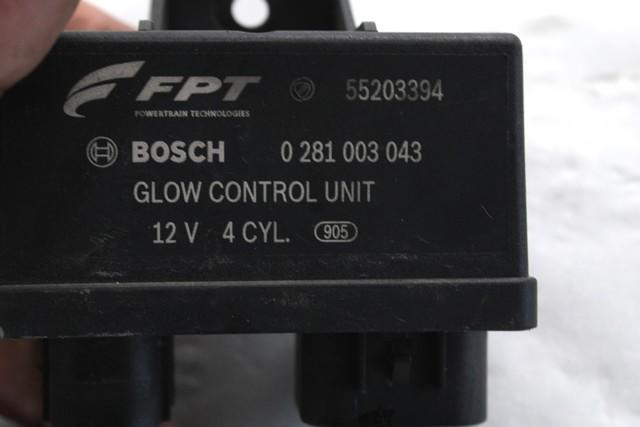 FPT 55203394
POWERTRAIN TECHNOLOGIES
BOSCH 0 281 003 043
GLOW CONTROL UNIT
12 V 4 CYL. 905